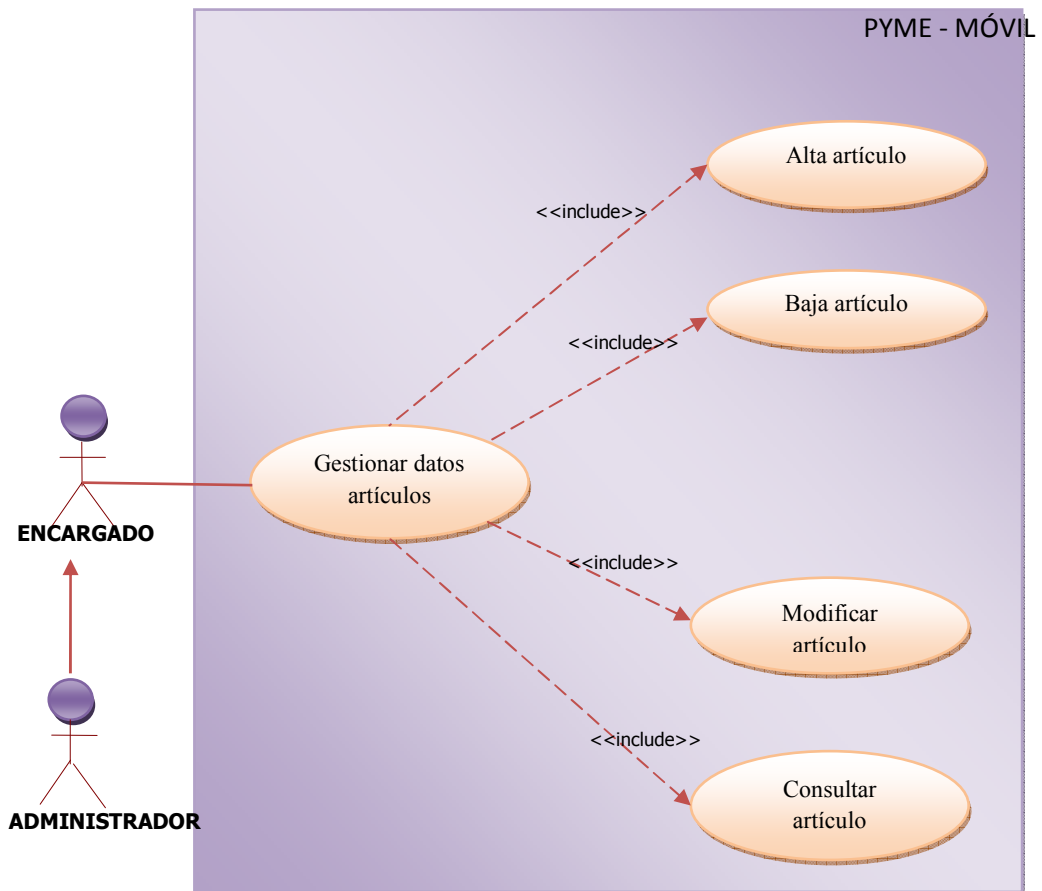 PYME - MÓVIL
Alta artículo
<<include>>
Baja artículo
<<include>>
Gestionar datos
artículos
ENCARGADO
<<include>>
Modificar
artículo
<<include>>
Consultar
artículo
ADMINISTRADOR